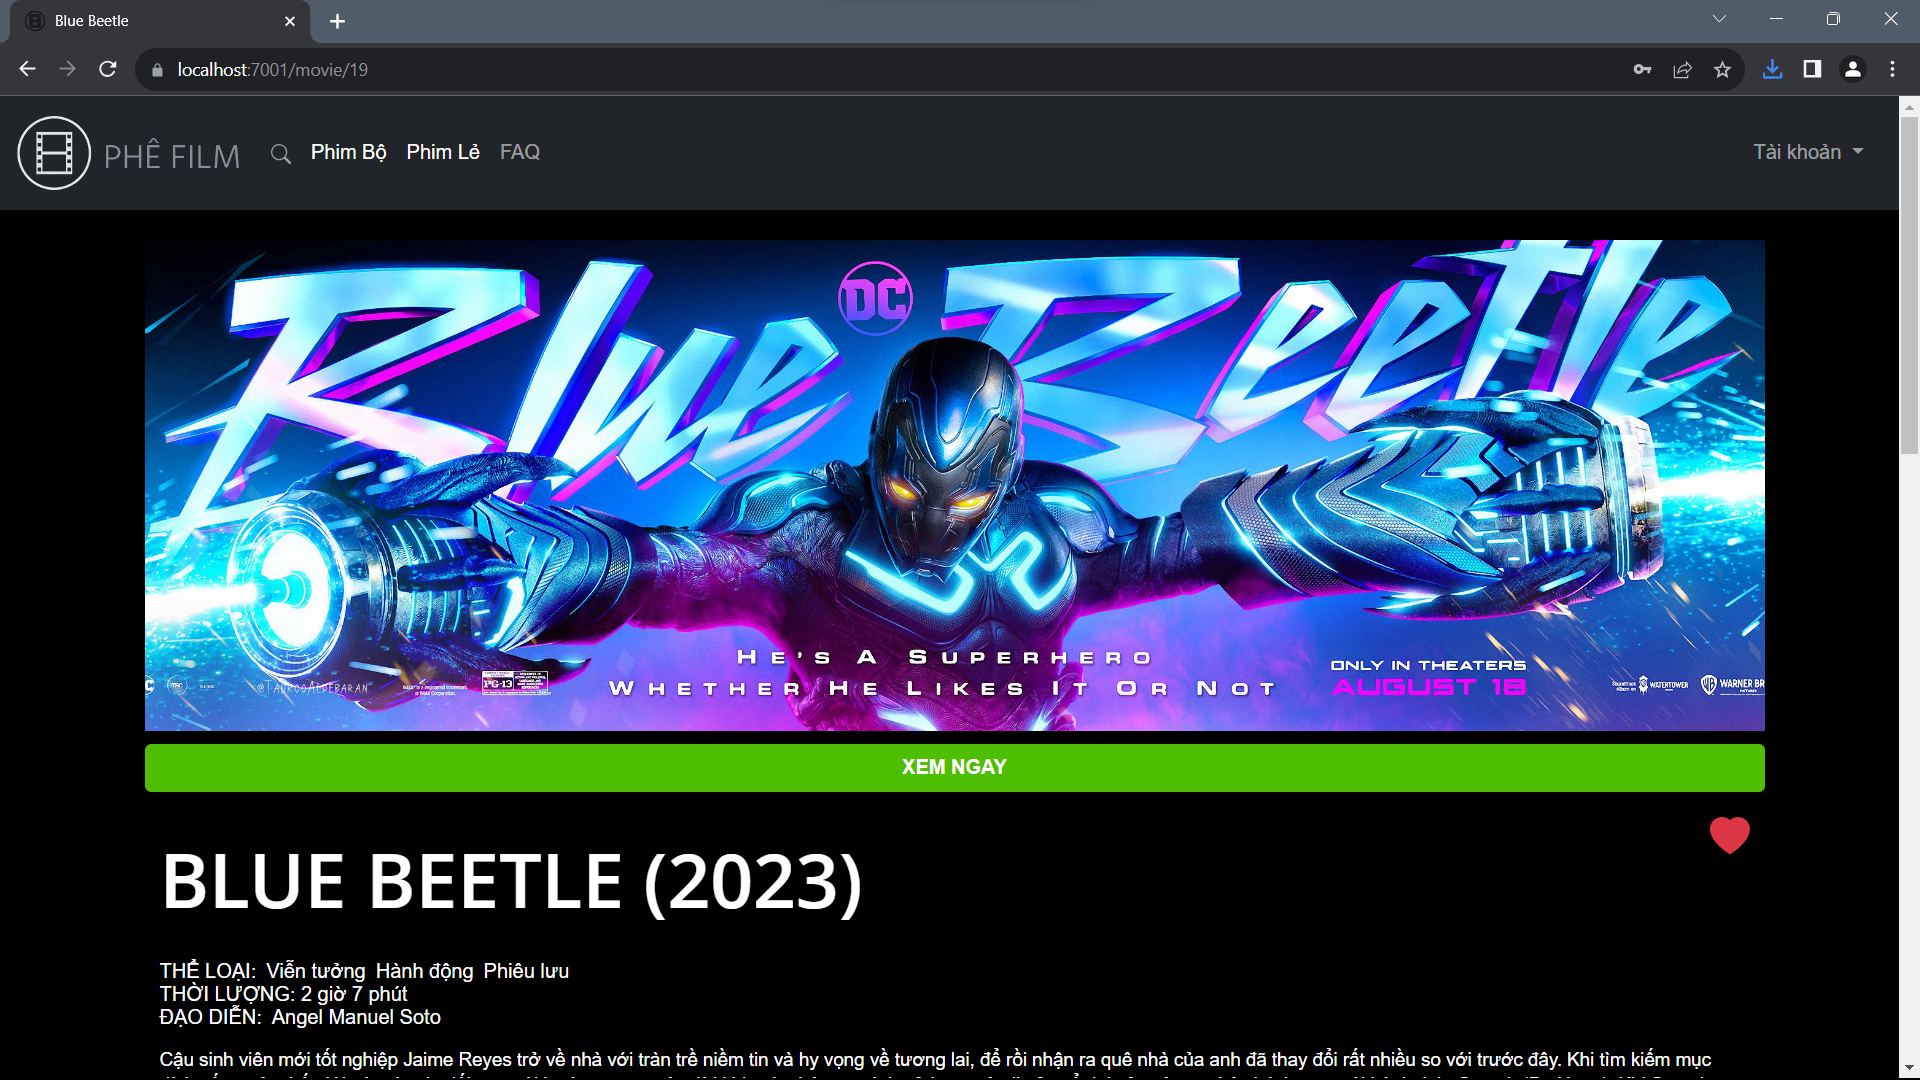 Blue Beetle
localhost:7001/movie/19
PHÊ FILM
Phim Bộ
Phim Lẻ
FAQ
Tài khoản
Blue Beetle
DC
HE'S A SUPERHERO
WHETHER HE LIKES IT OR NOT
ONLY IN THEATERS
AUGUST 18
@TAUROOALDEBARAN
PG-13
WATERTOWER
WARNER BR
XEM NGAY
BLUE BEETLE (2023)
THỂ LOẠI: Viễn tưởng Hành động Phiêu lưu
THỜI LƯỢNG: 2 giờ 7 phút
ĐẠO DIỄN: Angel Manuel Soto
Cậu sinh viên mới tốt nghiệp Jaime Reyes trở về nhà với tràn trề niềm tin và hy vọng về tương lai, để rồi nhận ra quê nhà của anh đã thay đổi rất nhiều so với trước đây. Khi tìm kiếm mục